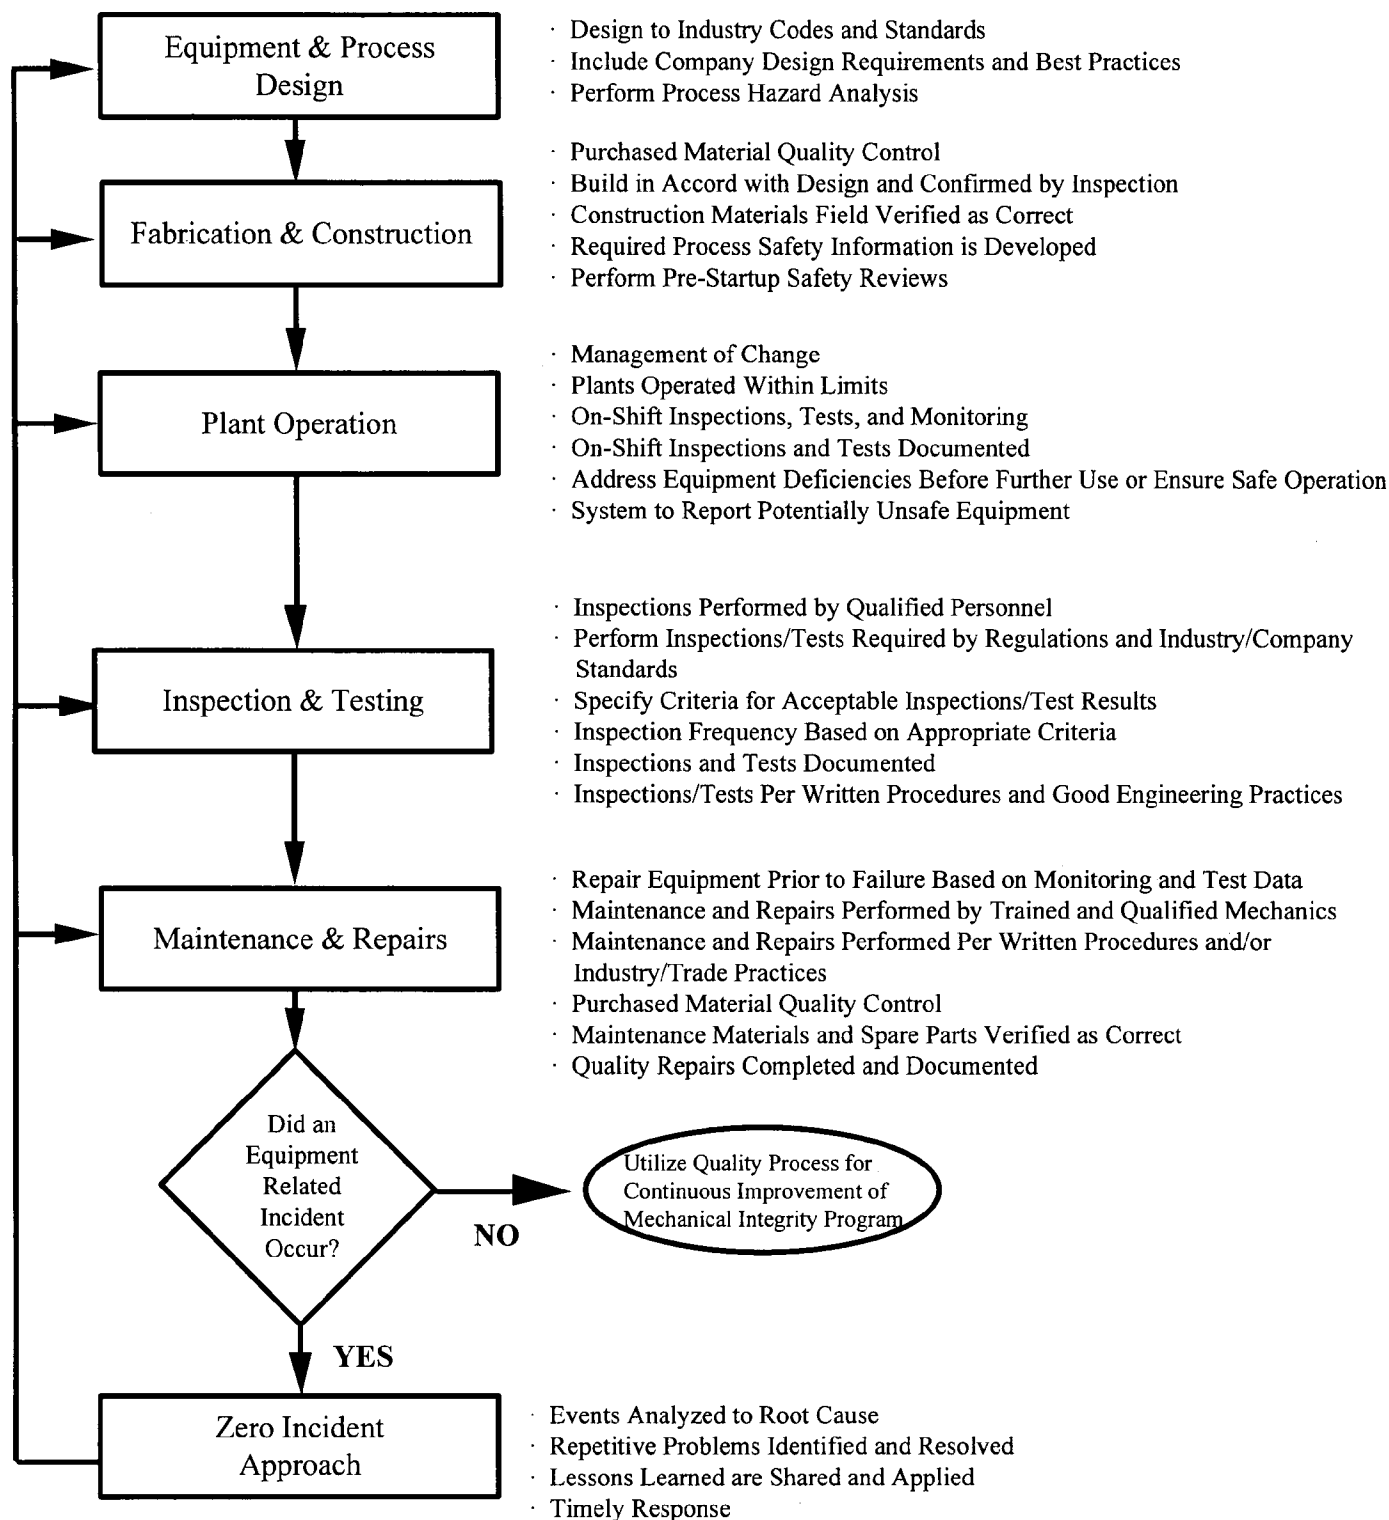 Equipment & Process
Design
· Design to Industry Codes and Standards
· Include Company Design Requirements and Best Practices
· Perform Process Hazard Analysis
Fabrication & Construction
· Purchased Material Quality Control
· Build in Accord with Design and Confirmed by Inspection
· Construction Materials Field Verified as Correct
· Required Process Safety Information is Developed
· Perform Pre-Startup Safety Reviews
Plant Operation
· Management of Change
· Plants Operated Within Limits
· On-Shift Inspections, Tests, and Monitoring
· On-Shift Inspections and Tests Documented
· Address Equipment Deficiencies Before Further Use or Ensure Safe Operation
· System to Report Potentially Unsafe Equipment
Inspection & Testing
· Inspections Performed by Qualified Personnel
· Perform Inspections/Tests Required by Regulations and Industry/Company
Standards
· Specify Criteria for Acceptable Inspections/Test Results
· Inspection Frequency Based on Appropriate Criteria
· Inspections and Tests Documented
· Inspections/Tests Per Written Procedures and Good Engineering Practices
Maintenance & Repairs
· Repair Equipment Prior to Failure Based on Monitoring and Test Data
· Maintenance and Repairs Performed by Trained and Qualified Mechanics
· Maintenance and Repairs Performed Per Written Procedures and/or
Industry/Trade Practices
· Purchased Material Quality Control
· Maintenance Materials and Spare Parts Verified as Correct
· Quality Repairs Completed and Documented
Did an
Equipment
Related
Incident
Occur?
NO
Utilize Quality Process for
Continuous Improvement of
Mechanical Integrity Program
YES
Zero Incident
Approach
· Events Analyzed to Root Cause
· Repetitive Problems Identified and Resolved
· Lessons Learned are Shared and Applied
· Timely Response